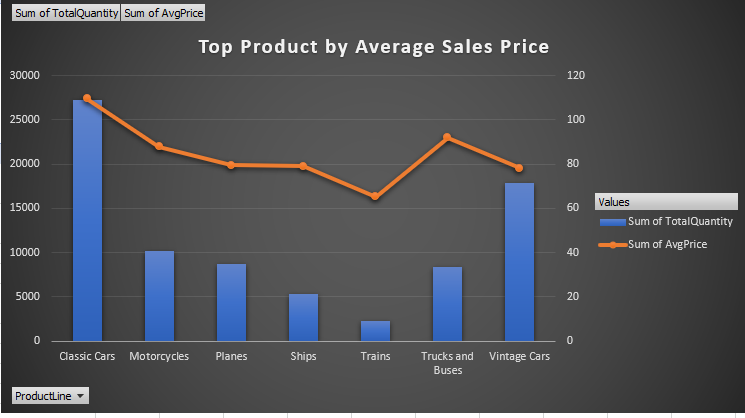 Sum of TotalQuantity Sum of AvgPrice
Top Product by Average Sales Price
30000 120
25000 100
20000 80
15000 60
10000 40
5000 20
0 0
Classic Cars Motorcycles Planes Ships Trains Trucks and Buses Vintage Cars
Values
Sum of TotalQuantity
Sum of AvgPrice
ProductLine